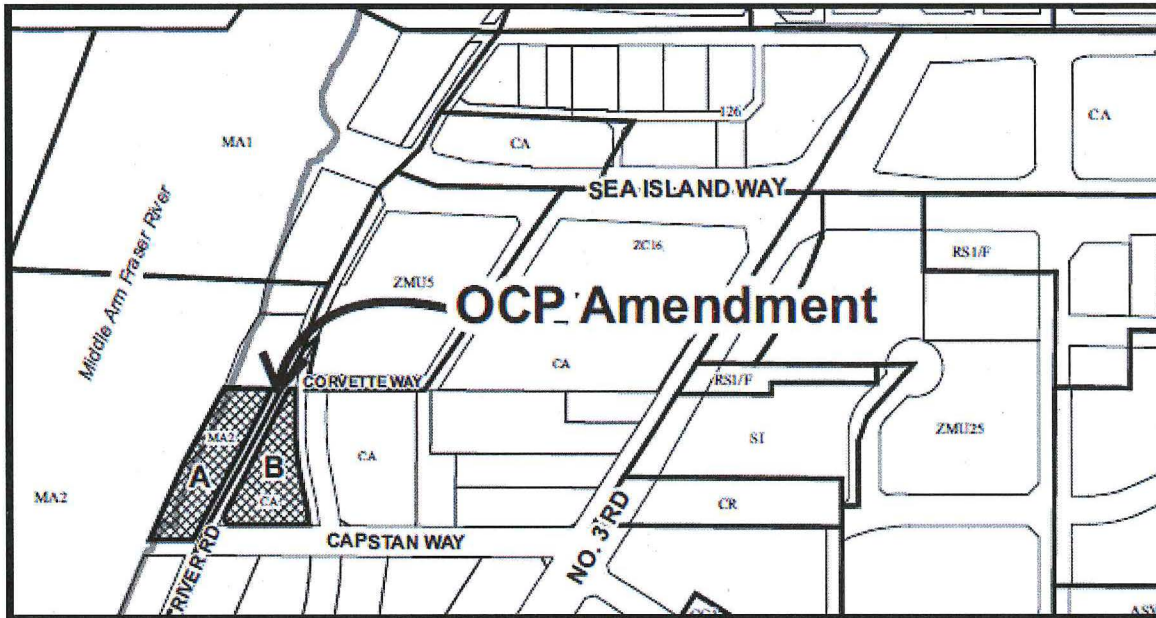 126
CA
CA
MA1
SEA ISLAND WAY
Middle Arm Fraser River
ZC16
RS1/F
ZMU5
OCP Amendment
CA
CORVETTE WAY
RS1/F
MA2
A
B
CA
CA
SI
ZMU25
MA2
CR
CAPSTAN WAY
RIVER RD
NO. 3 RD